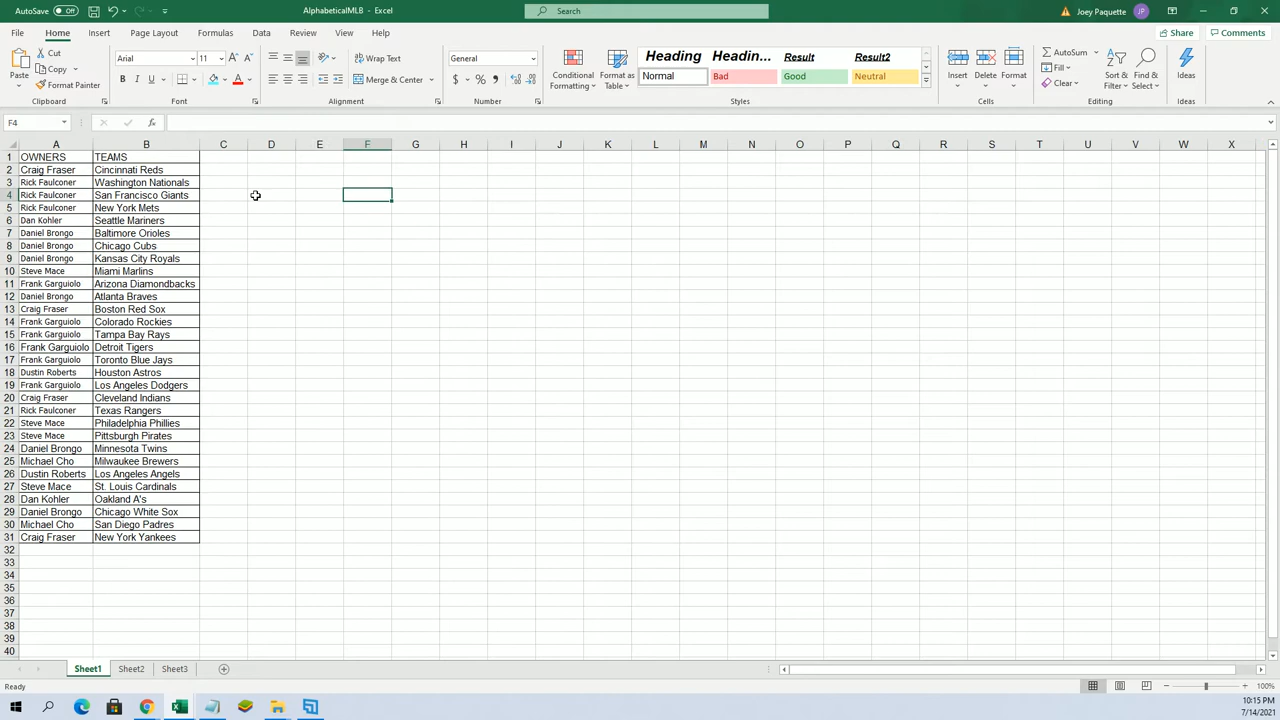 AutoSave Off AlphabeticalMLB - Excel Search Joey Paquette JP
File Home Insert Page Layout Formulas Data Review View Help Share Comments
Paste Cut Copy Format Painter Clipboard
Arial 11 B I U A Font
Wrap Text Merge & Center Alignment
General $ % , Number
Conditional Formatting Format as Table
Heading Headin... Result Result2
Normal Bad Good Neutral
Styles
Insert Delete Format Cells
AutoSum Fill Clear Sort & Filter Find & Select Editing
Ideas Ideas
F4 fx
A B C D E F G H I J K L M N O P Q R S T U V W X
1 OWNERS TEAMS
2 Craig Fraser Cincinnati Reds
3 Rick Faulconer Washington Nationals
4 Rick Faulconer San Francisco Giants
5 Rick Faulconer New York Mets
6 Dan Kohler Seattle Mariners
7 Daniel Brongo Baltimore Orioles
8 Daniel Brongo Chicago Cubs
9 Daniel Brongo Kansas City Royals
10 Steve Mace Miami Marlins
11 Frank Garguiolo Arizona Diamondbacks
12 Daniel Brongo Atlanta Braves
13 Craig Fraser Boston Red Sox
14 Frank Garguiolo Colorado Rockies
15 Frank Garguiolo Tampa Bay Rays
16 Frank Garguiolo Detroit Tigers
17 Frank Garguiolo Toronto Blue Jays
18 Dustin Roberts Houston Astros
19 Frank Garguiolo Los Angeles Dodgers
20 Craig Fraser Cleveland Indians
21 Rick Faulconer Texas Rangers
22 Steve Mace Philadelphia Phillies
23 Steve Mace Pittsburgh Pirates
24 Daniel Brongo Minnesota Twins
25 Michael Cho Milwaukee Brewers
26 Dustin Roberts Los Angeles Angels
27 Steve Mace St. Louis Cardinals
28 Dan Kohler Oakland A's
29 Daniel Brongo Chicago White Sox
30 Michael Cho San Diego Padres
31 Craig Fraser New York Yankees
32
33
34
35
36
37
38
39
40
Sheet1 Sheet2 Sheet3
Ready 100%
10:15 PM
7/14/2021